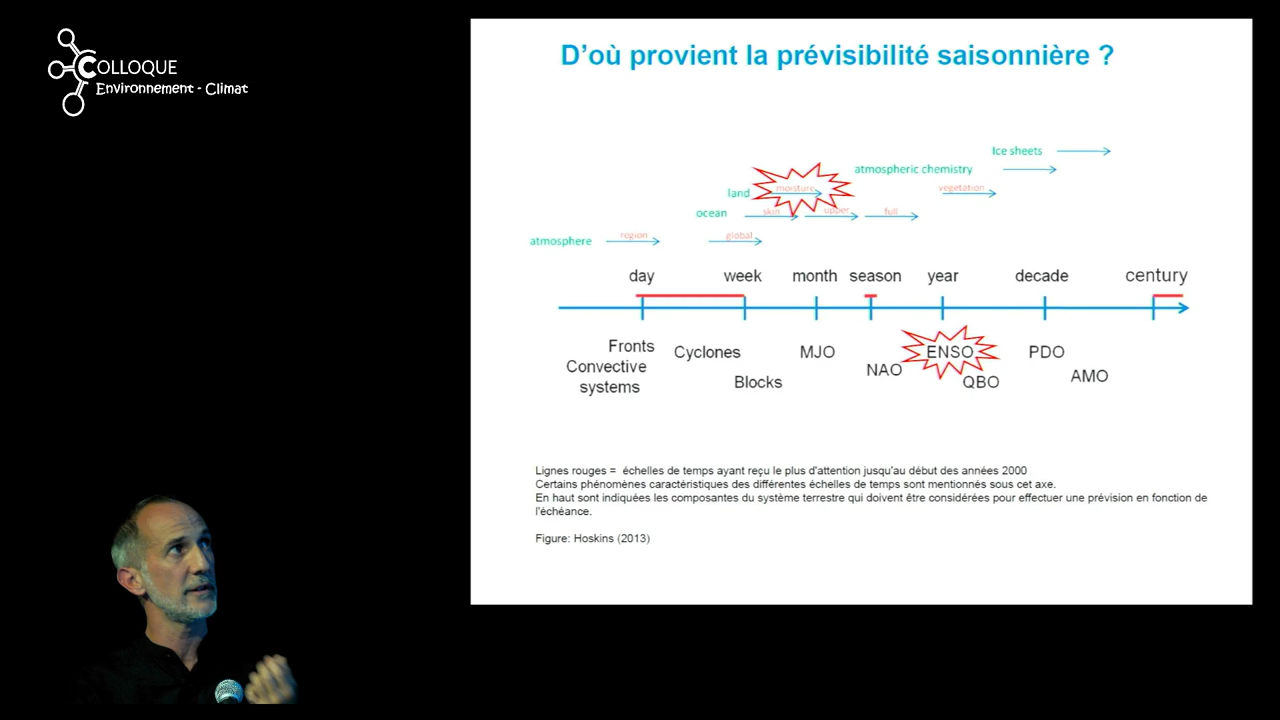 COLLOQUE
Environnement - Climat
D'où provient la prévisibilité saisonnière ?
Ice sheets
atmospheric chemistry
land moisture vegetation
ocean skin upper full
atmosphere region global
day week month season year decade century
Fronts Cyclones MJO ENSO PDO
Convective NAO AMO
systems Blocks QBO
Lignes rouges = échelles de temps ayant reçu le plus d'attention jusqu'au début des années 2000
Certains phénomènes caractéristiques des différentes échelles de temps sont mentionnés sous cet axe.
En haut sont indiquées les composantes du système terrestre qui doivent être considérées pour effectuer une prévision en fonction de
l'échéance.
Figure: Hoskins (2013)